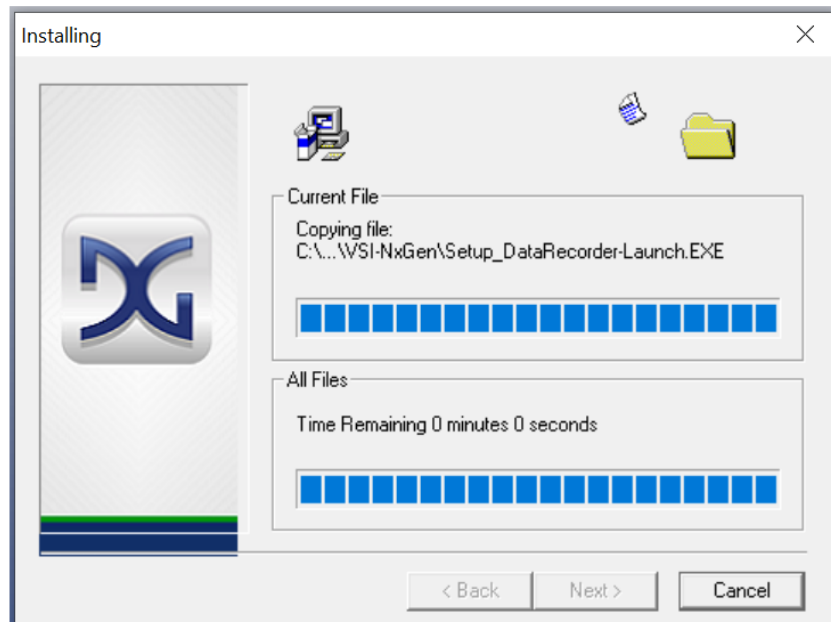 Installing
Current File
Copying file:
C:\...\VSI-NxGen\Setup_DataRecorder-Launch.EXE
All Files
Time Remaining 0 minutes 0 seconds
< Back
Next >
Cancel